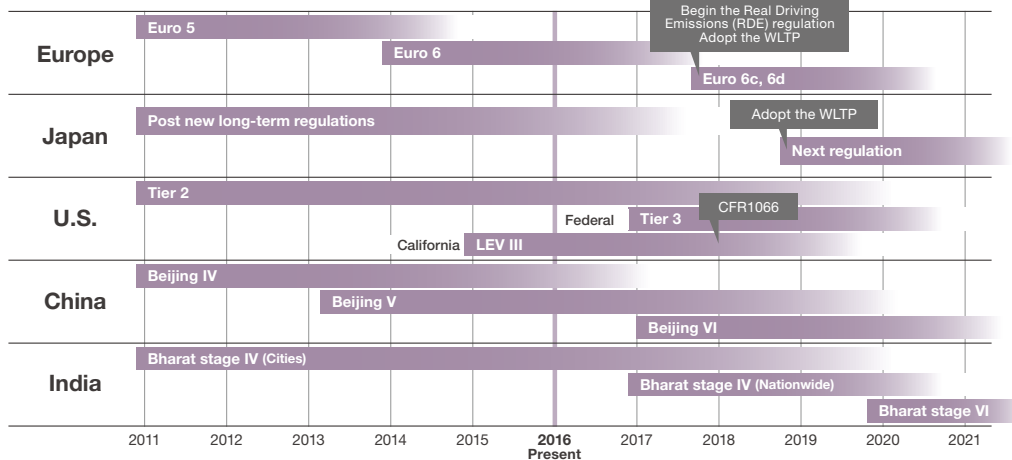 Begin the Real Driving
Emissions (RDE) regulation
Adopt the WLTP
Europe
Euro 5
Euro 6
Euro 6c, 6d
Japan
Post new long-term regulations
Adopt the WLTP
Next regulation
U.S.
Tier 2
Federal
Tier 3
CFR1066
California
LEV III
China
Beijing IV
Beijing V
Beijing VI
India
Bharat stage IV (Cities)
Bharat stage IV (Nationwide)
Bharat stage VI
2011 2012 2013 2014 2015 2016 2017 2018 2019 2020 2021
Present